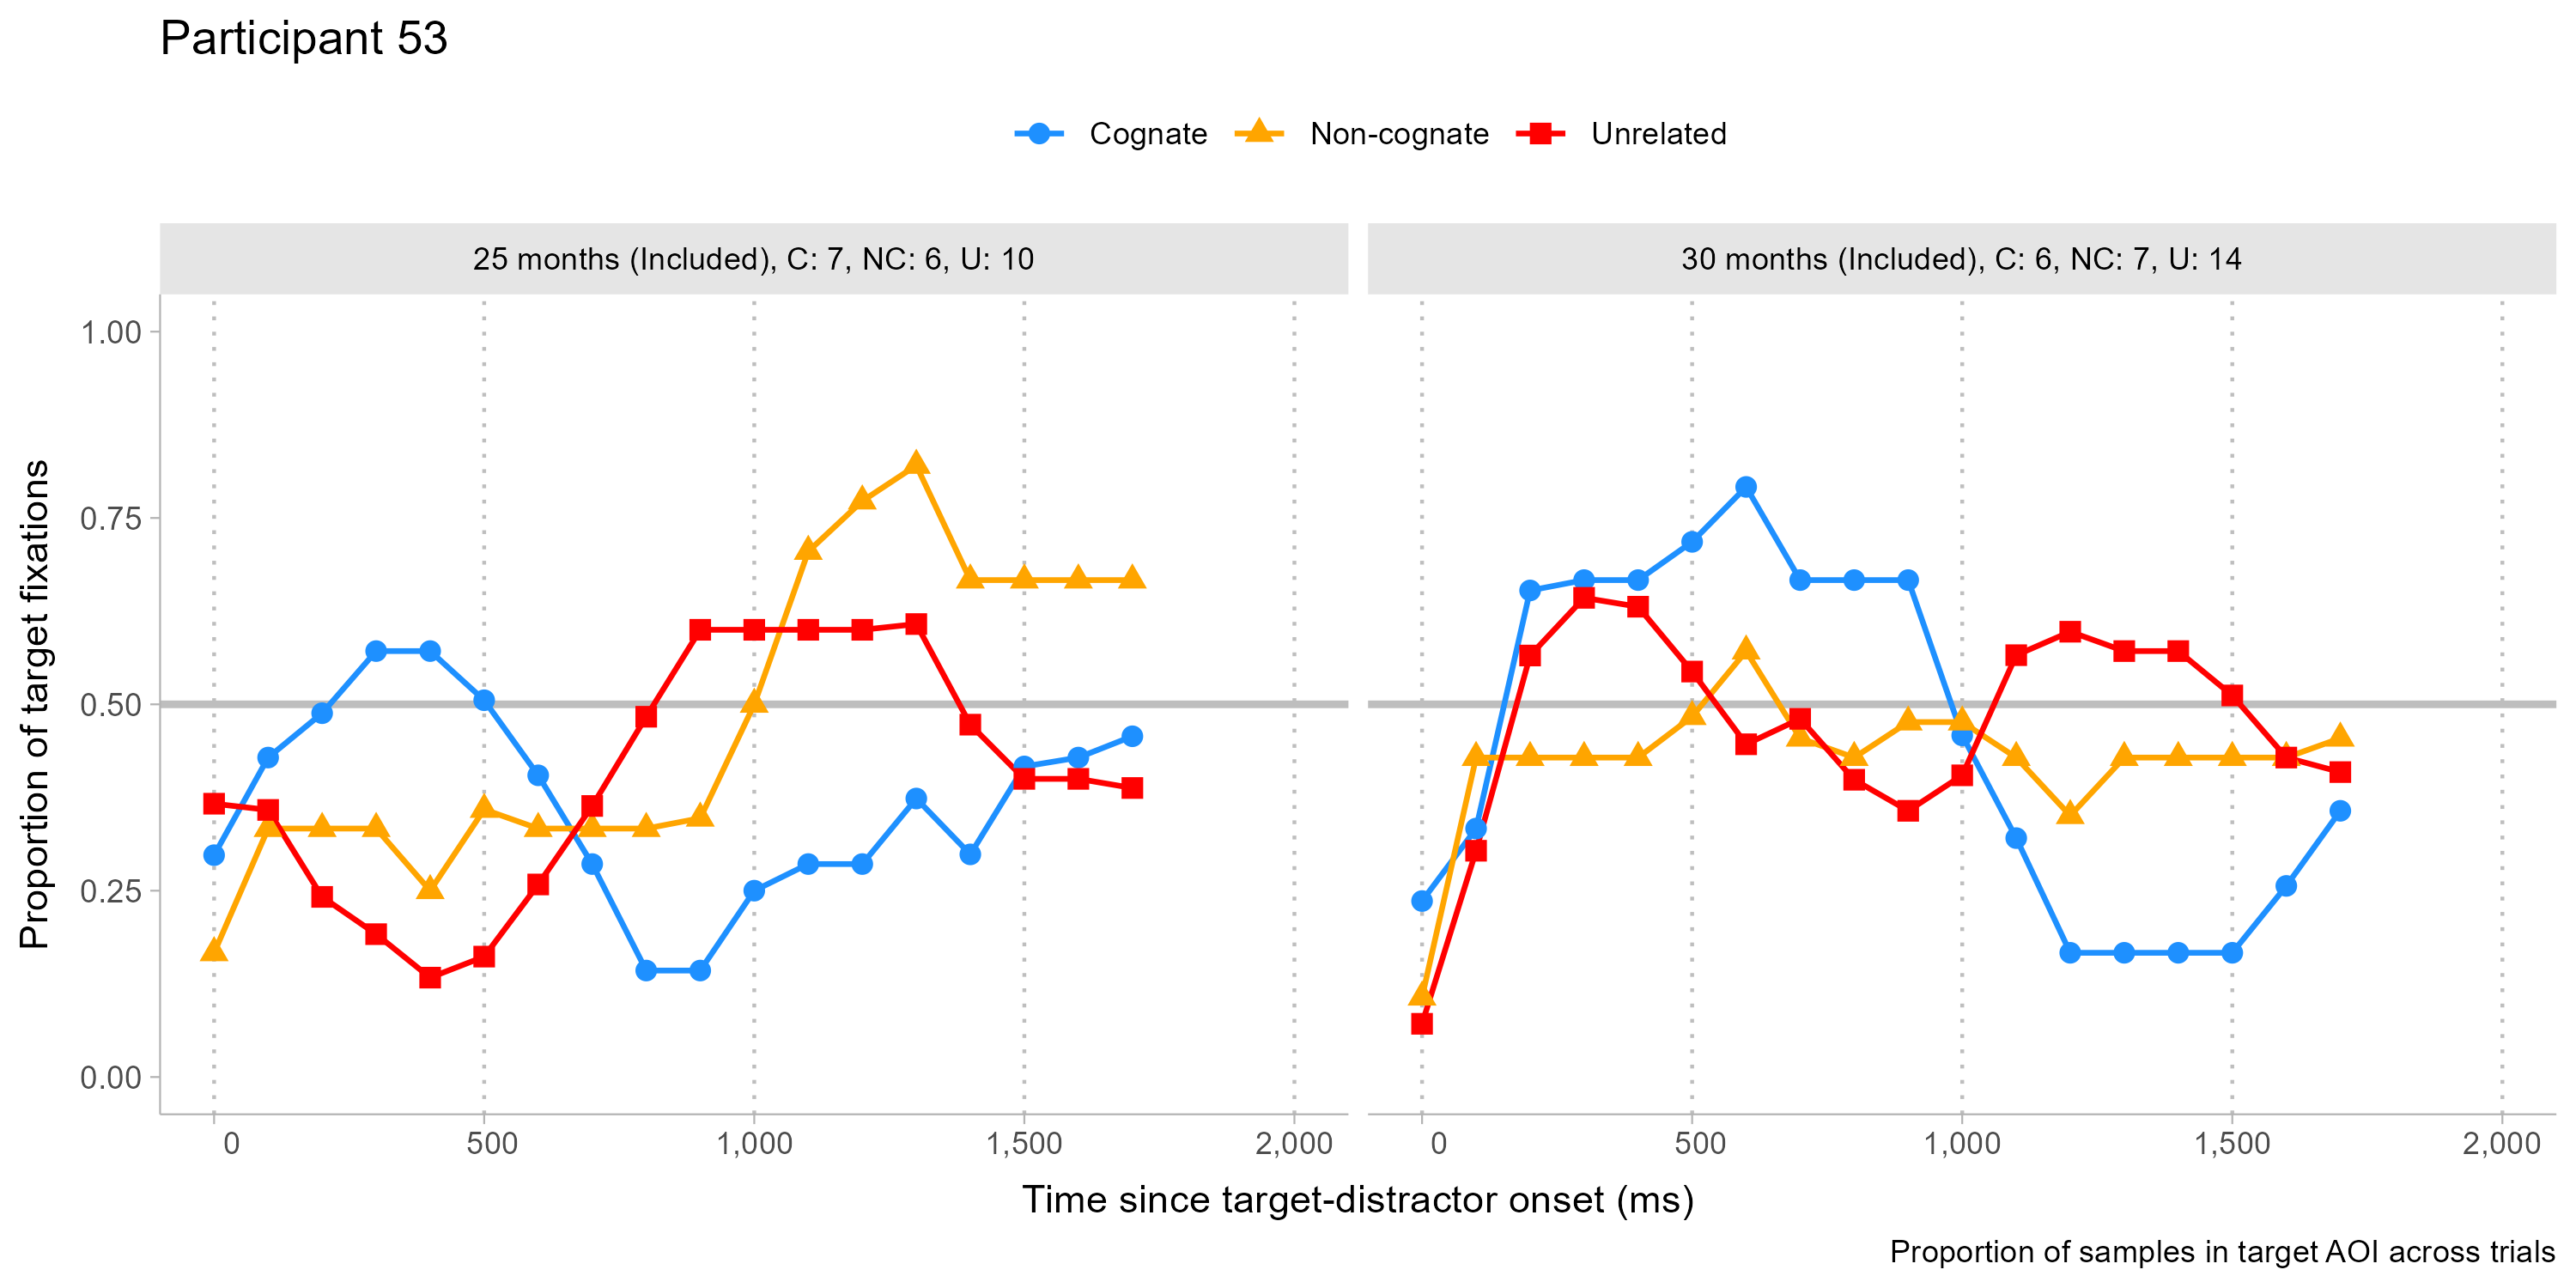 Participant 53
Cognate Non-cognate Unrelated
25 months (Included), C: 7, NC: 6, U: 10
30 months (Included), C: 6, NC: 7, U: 14
Proportion of target fixations
1.00
0.75
0.50
0.25
0.00
0 500 1,000 1,500 2,000
0 500 1,000 1,500 2,000
Time since target-distractor onset (ms)
Proportion of samples in target AOI across trials